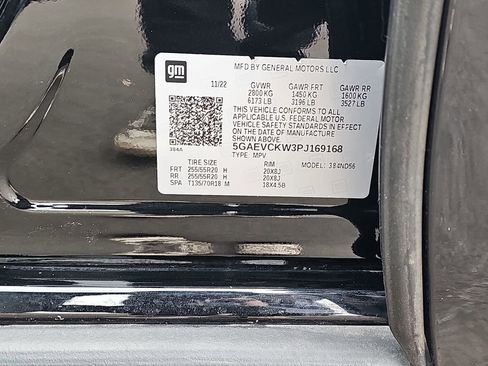 gm
MFD BY GENERAL MOTORS LLC
11/22 GVWR GAWR FRT GAWR RR
2800 KG 1450 KG 1600 KG
6173 LB 3196 LB 3527 LB
THIS VEHICLE CONFORMS TO ALL
APPLICABLE U.S. FEDERAL MOTOR
VEHICLE SAFETY STANDARDS IN EFFECT
ON THE DATE OF MANUFACTURE
SHOWN ABOVE.
384A 5GAEVCKW3PJ169168
TYPE: MPV MODEL: 384ND56
TIRE SIZE RIM
FRT 255/55R20 H 20X8J
RR 255/55R20 H 20X8J
SPA T135/70R18 M 18X4.5B